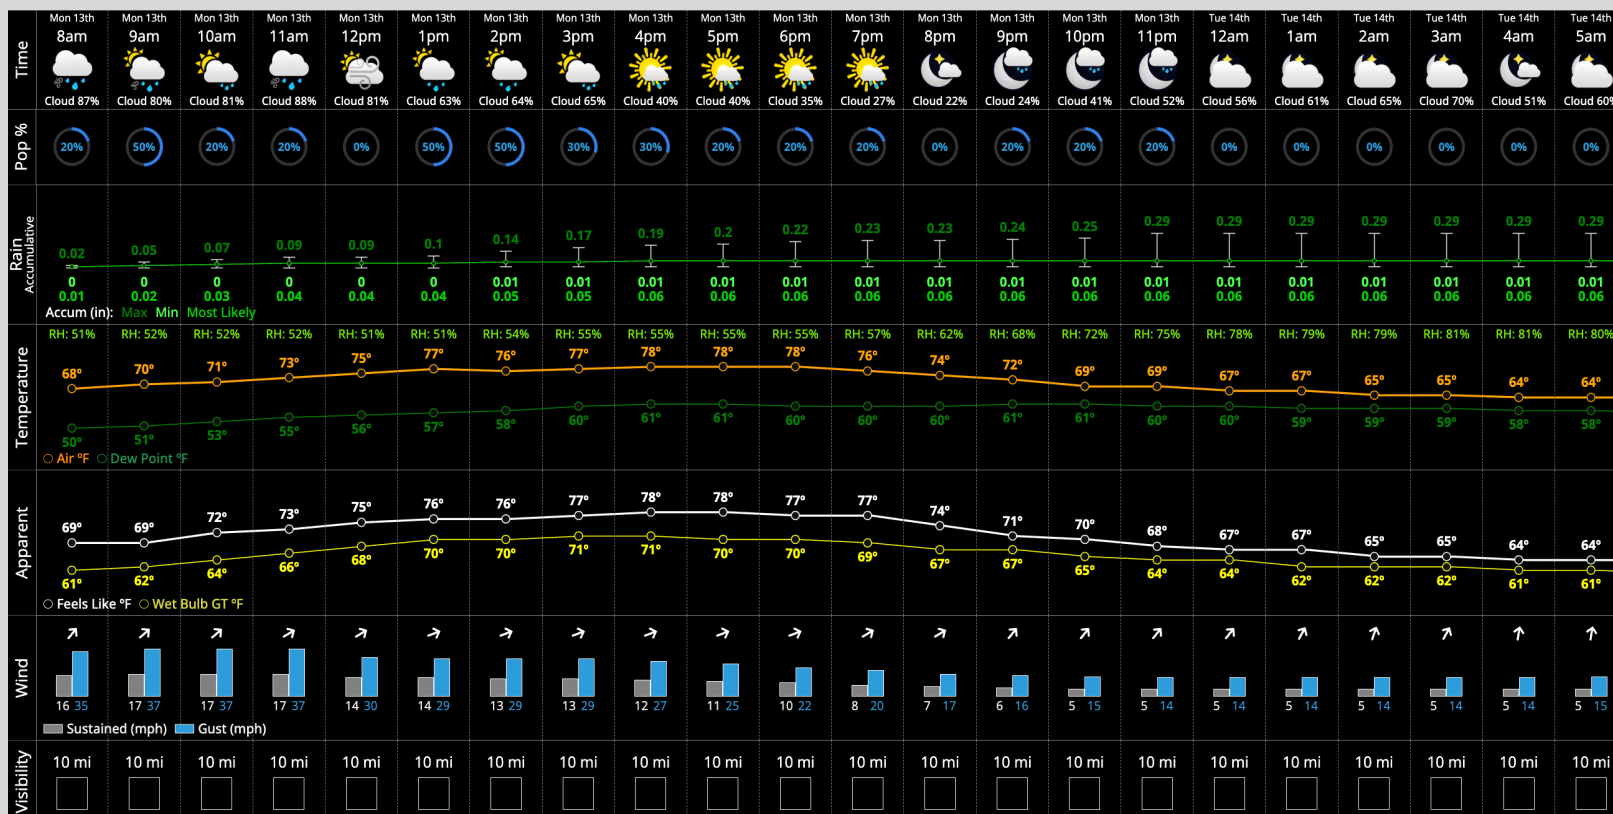 Time
Mon 13th Mon 13th Mon 13th Mon 13th Mon 13th Mon 13th Mon 13th Mon 13th Mon 13th Mon 13th Mon 13th Mon 13th Mon 13th Mon 13th Mon 13th Mon 13th Tue 14th Tue 14th Tue 14th Tue 14th Tue 14th Tue 14th
8am 9am 10am 11am 12pm 1pm 2pm 3pm 4pm 5pm 6pm 7pm 8pm 9pm 10pm 11pm 12am 1am 2am 3am 4am 5am
Cloud 87% Cloud 80% Cloud 81% Cloud 88% Cloud 81% Cloud 63% Cloud 64% Cloud 65% Cloud 40% Cloud 40% Cloud 35% Cloud 27% Cloud 22% Cloud 24% Cloud 41% Cloud 52% Cloud 56% Cloud 61% Cloud 65% Cloud 70% Cloud 51% Cloud 60%
Pop %
20% 50% 20% 20% 0% 50% 50% 30% 30% 20% 20% 20% 0% 20% 20% 20% 0% 0% 0% 0% 0% 0%
Rain
Accumulative
0.02 0.05 0.07 0.09 0.09 0.1 0.14 0.17 0.19 0.2 0.22 0.23 0.23 0.24 0.25 0.29 0.29 0.29 0.29 0.29 0.29 0.29
0 0 0 0 0 0 0.01 0.01 0.01 0.01 0.01 0.01 0.01 0.01 0.01 0.01 0.01 0.01 0.01 0.01 0.01 0.01
0.01 0.02 0.03 0.04 0.04 0.04 0.05 0.05 0.06 0.06 0.06 0.06 0.06 0.06 0.06 0.06 0.06 0.06 0.06 0.06 0.06 0.06
Accum (in): Max Min Most Likely
Temperature
RH: 51% RH: 52% RH: 52% RH: 52% RH: 51% RH: 51% RH: 54% RH: 55% RH: 55% RH: 55% RH: 55% RH: 57% RH: 62% RH: 68% RH: 72% RH: 75% RH: 78% RH: 79% RH: 79% RH: 81% RH: 81% RH: 80%
68° 70° 71° 73° 75° 77° 76° 77° 78° 78° 78° 76° 74° 72° 69° 69° 67° 67° 65° 65° 64° 64°
50° 51° 53° 55° 56° 57° 58° 60° 61° 61° 60° 60° 60° 61° 61° 60° 60° 59° 59° 59° 58° 58°
Air °F Dew Point °F
Apparent
69° 69° 72° 73° 75° 76° 76° 77° 78° 78° 77° 77° 74° 71° 70° 68° 67° 67° 65° 65° 64° 64°
61° 62° 64° 66° 68° 70° 70° 71° 71° 70° 70° 69° 67° 67° 65° 64° 64° 62° 62° 62° 61° 61°
Feels Like °F Wet Bulb GT °F
Wind
16 35 17 37 17 37 17 37 14 30 14 29 13 29 13 29 12 27 11 25 10 22 8 20 7 17 6 16 5 15 5 14 5 14 5 14 5 14 5 14 5 14 5 15
Sustained (mph) Gust (mph)
Visibility
10 mi 10 mi 10 mi 10 mi 10 mi 10 mi 10 mi 10 mi 10 mi 10 mi 10 mi 10 mi 10 mi 10 mi 10 mi 10 mi 10 mi 10 mi 10 mi 10 mi 10 mi 10 mi